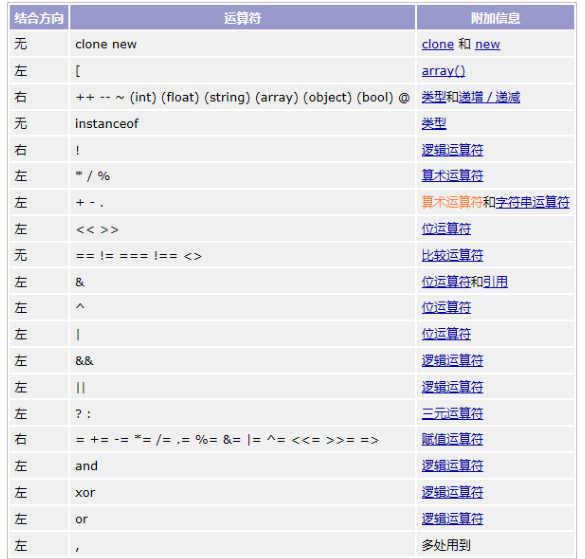 结合方向 运算符 附加信息
无 clone new clone 和 new
左 [ array()
右 ++ -- ~ (int) (float) (string) (array) (object) (bool) @ 类型和递增／递减
无 instanceof 类型
右 ! 逻辑运算符
左 * / % 算术运算符
左 + - . 算术运算符和字符串运算符
左 << >> 位运算符
无 == != === !== <> 比较运算符
左 & 位运算符和引用
左 ^ 位运算符
左 | 位运算符
左 && 逻辑运算符
左 || 逻辑运算符
左 ? : 三元运算符
右 = += -= *= /= .= %= &= |= ^= <<= >>= => 赋值运算符
左 and 逻辑运算符
左 xor 逻辑运算符
左 or 逻辑运算符
左 , 多处用到